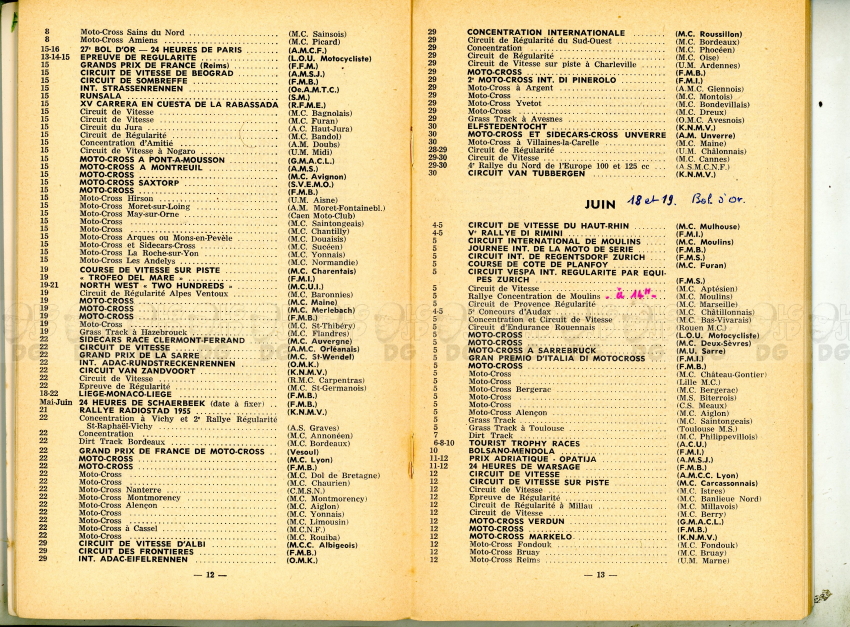 8 Moto-Cross Sains du Nord (M.C. Sainsois)
8 Moto-Cross Amiens (M.C. Picard)
15-16 27e BOL D'OR — 24 HEURES DE PARIS (A.M.C.F.)
13-14-15 EPREUVE DE REGULARITE (L.O.U. Motocycliste)
15 GRANDS PRIX DE FRANCE (Reims) (F.F.M.)
15 CIRCUIT DE VITESSE DE BEOGRAD (A.M.S.J.)
15 CIRCUIT DE SOMBREFFE (F.M.B.)
15 INT. STRASSENRENNEN (Oe.A.M.T.C.)
15 RUNSALA (S.M.)
15 XV CARRERA EN CUESTA DE LA RABASSADA (R.F.M.E.)
15 Circuit de Vitesse (M.C. Bagnolais)
15 Circuit de Vitesse (M.C. Furan)
15 Circuit du Jura (A.C. Haut-Jura)
15 Circuit de Régularité (M.C. Bandol)
15 Concentration d'Amitié (A.M. Doubs)
15 Circuit de Vitesse à Nogaro (U.M. Midi)
15 MOTO-CROSS A PONT-A-MOUSSON (G.M.A.C.L.)
15 MOTO-CROSS A MONTREUIL (A.M.S.)
15 MOTO-CROSS (M.C. Avignon)
15 MOTO-CROSS SAXTORP (S.V.E.M.O.)
15 MOTO-CROSS (F.M.B.)
15 Moto-Cross Hirson (U.M. Aisne)
15 Moto-Cross Moret-sur-Loing (A.M. Moret-Fontainebl.)
15 Moto-Cross May-sur-Orne (Caen Moto-Club)
15 Moto-Cross (M.C. Saintongeais)
15 Moto-Cross (M.C. Chantilly)
15 Moto-Cross Arques ou Mons-en-Pevèle (M.C. Douaisis)
15 Moto-Cross et Sidecars-Cross (M.C. Sucéen)
15 Moto-Cross La Roche-sur-Yon (M.C. Yonnais)
15 Moto-Cross Les Andelys (M.C. Normandie)
19 COURSE DE VITESSE SUR PISTE (M.C. Charentais)
19 « TROFEO DEL MARE » (F.M.I.)
19-21 NORTH WEST « TWO HUNDREDS » (M.C.U.I.)
19 Circuit de Régularité Alpes Ventoux (M.C. Baronnies)
19 MOTO-CROSS (M.C. Maine)
19 MOTO-CROSS (M.C. Merlebach)
19 MOTO-CROSS (F.M.B.)
19 Moto-Cross (M.C. St-Thibéry)
19 Grass Track à Hazebrouck (M.C. Flandres)
22 SIDECARS RACE CLERMONT-FERRAND (M.C. Auvergne)
22 CIRCUIT DE VITESSE (A.M.C. Orléanais)
22 GRAND PRIX DE LA SARRE (M.C. St-Wendel)
22 INT. ADAC-RUNDSTRECKENRENNEN (O.M.K.)
22 CIRCUIT VAN ZANDVOORT (K.N.M.V.)
22 Circuit de Vitesse (R.M.C. Carpentras)
22 Epreuve de Régularité (M.C. St-Germanois)
18-22 LIEGE-MONACO-LIEGE (F.M.B.)
Mai-Juin 24 HEURES DE SCHAERBEEK (date à fixer) (F.M.B.)
21 RALLYE RADIOSTAD 1955 (K.N.M.V.)
22 Concentration à Vichy et 2e Rallye Régularité
St-Raphaël-Vichy (A.S. Graves)
22 Concentration (M.C. Annonéen)
22 Dirt Track Bordeaux (M.C. Bordeaux)
22 GRAND PRIX DE FRANCE DE MOTO-CROSS (Vesoul)
22 MOTO-CROSS (M.C. Lyon)
22 MOTO-CROSS (F.M.B.)
22 Moto-Cross (M.C. Dol de Bretagne)
22 Moto-Cross (M.C. Chaurien)
22 Moto-Cross Nanterre (C.M.S.N.)
22 Moto-Cross Montmorency (M.C. Montmorency)
22 Moto-Cross Alençon (M.C. Aiglon)
22 Moto-Cross (M.C. Yonnais)
22 Moto-Cross (M.C. Limousin)
22 Moto-Cross à Cassel (M.C.N.F.)
22 Moto-Cross (M.C. Rouiba)
29 CIRCUIT DE VITESSE D'ALBI (M.C.C. Albigeois)
29 CIRCUIT DES FRONTIERES (F.M.B.)
29 INT. ADAC-EIFELRENNEN (O.M.K.)
— 12 —
29 CONCENTRATION INTERNATIONALE (M.C. Roussillon)
29 Circuit de Régularité du Sud-Ouest (M.C. Bordeaux)
29 Concentration (M.C. Phocéen)
29 Circuit de Régularité (M.C. Oise)
29 Circuit de Vitesse sur piste à Charleville (U.M. Ardennes)
29 MOTO-CROSS (F.M.B.)
29 2e MOTO-CROSS INT. DI PINEROLO (F.M.I.)
29 Moto-Cross à Argent (A.M.C. Giennois)
29 Moto-Cross (M.C. Montois)
29 Moto-Cross Yvetot (M.C. Bondevillais)
29 Moto-Cross (M.C. Dreux)
29 Grass Track à Avesnes (O.M.C. Avesnois)
30 ELFSTEDENTOCHT (K.N.M.V.)
30 MOTO-CROSS ET SIDECARS-CROSS UNVERRE (A.M. Unverre)
30 Moto-Cross à Villaines-la-Carelle (M.C. Maine)
28-29 Circuit de Régularité (U.M. Châlonnais)
29-30 Circuit de Vitesse (M.C. Cannes)
29-30 4e Rallye du Nord de l'Europe 100 et 125 cc (A.S.M.C.N.F.)
30 CIRCUIT VAN TUBBERGEN (K.N.M.V.)
JUIN 18 et 19. Bol d'Or.
4-5 CIRCUIT DE VITESSE DU HAUT-RHIN (M.C. Mulhouse)
4-5 Ve RALLYE DI RIMINI (F.M.I.)
5 CIRCUIT INTERNATIONAL DE MOULINS (M.C. Moulins)
5 JOURNEE INT. DE LA MOTO DE SERIE (F.M.B.)
5 CIRCUIT INT. DE REGENTSDORF ZURICH (F.M.S.)
5 COURSE DE COTE DE PLANFOY (M.C. Furan)
5 CIRCUIT VESPA INT. REGULARITE PAR EQUI-
PES ZURICH (F.M.S.)
5 Circuit de Vitesse (M.C. Aptésien)
5 Rallye Concentration de Moulins - à 14H - (M.C. Moulins)
5 Circuit de Provence Régularité (M.C. Marseille)
4-5 5e Concours d'Audax (M.C. Châtillonnais)
5 Concentration et Circuit de Vitesse (M.C. Bas-Vivarais)
5 Circuit d'Endurance Rouennais (Rouen M.C.)
5 MOTO-CROSS (L.O.U. Motocycliste)
5 MOTO-CROSS (M.C. Deux-Sèvres)
5 MOTO-CROSS A SARREBRUCK (M.U. Sarre)
5 GRAN PREMIO D'ITALIA DI MOTOCROSS (F.M.I.)
5 MOTO-CROSS (F.M.B.)
5 Moto-Cross (M.C. Château-Gontier)
5 Moto-Cross (Lille M.C.)
5 Moto-Cross Bergerac (M.C. Bergerac)
5 Moto-Cross (M.S. Biterrois)
5 Moto-Cross (C.S. Meaux)
5 Moto-Cross Alençon (M.C. Aiglon)
5 Grass Track (M.C. Saintongeais)
5 Grass Track à Toulouse (Toulouse M.S.)
7 Dirt Track (M.C. Philippevillois)
6-8-10 TOURIST TROPHY RACES (A.C.U.)
10 BOLSANO-MENDOLA (F.M.I.)
11-12 PRIX ADRIATIQUE - OPATIJA (A.M.S.J.)
11-12 24 HEURES DE WARSAGE (F.M.B.)
12 CIRCUIT DE VITESSE (A.M.C.C. Lyon)
12 CIRCUIT DE VITESSE SUR PISTE (M.C. Carcassonnais)
12 Circuit de Vitesse (M.C. Istres)
12 Epreuve de Régularité (M.C. Banlieue Nord)
12 Circuit de Régularité à Millau (M.C. Millavois)
12 Circuit de Vitesse (M.C. Berry)
12 MOTO-CROSS VERDUN (G.M.A.C.L.)
12 MOTO-CROSS (F.M.B.)
12 MOTO-CROSS MARKELO (K.N.M.V.)
12 Moto-Cross Fondouk (M.C. Fondouk)
12 Moto-Cross Bruay (M.C. Bruay)
12 Moto-Cross Reims (U.M. Marne)
— 13 —